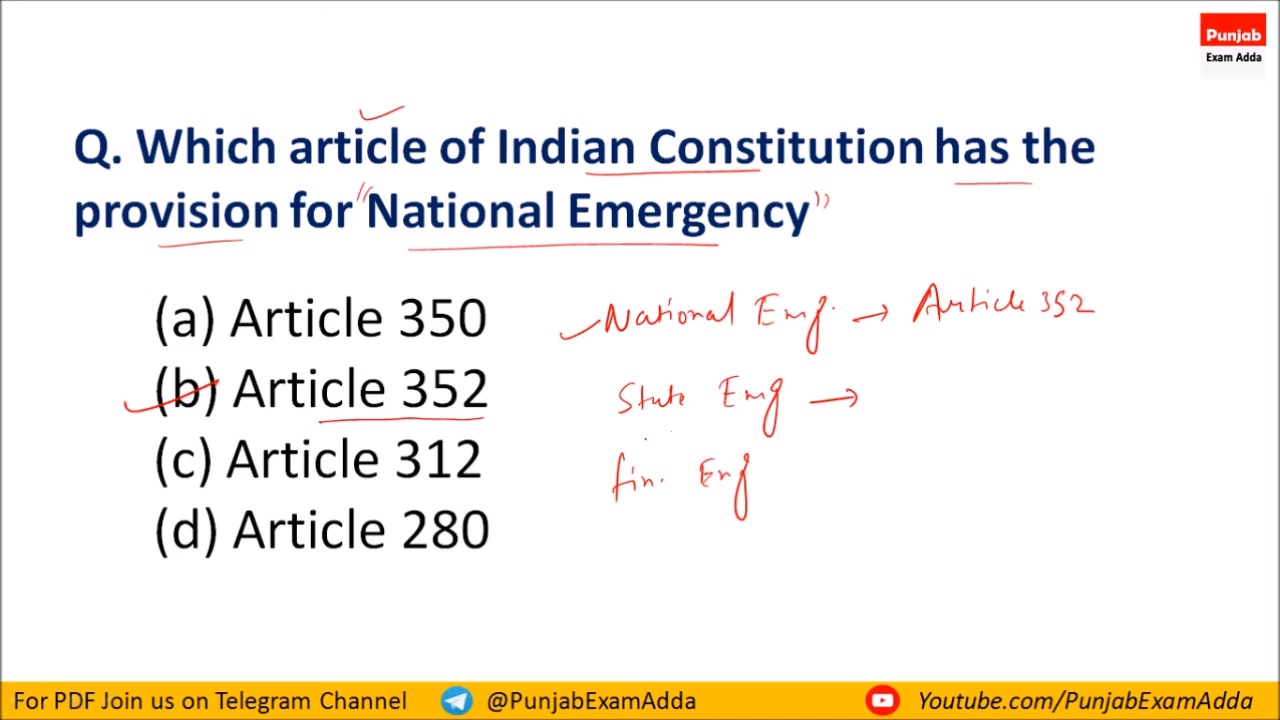 Punjab
Exam Adda
Q. Which article of Indian Constitution has the
provision for "National Emergency"
(a) Article 350
(b) Article 352
(c) Article 312
(d) Article 280
National Emg. → Article 352
State Emg →
fin. Emg
For PDF Join us on Telegram Channel @PunjabExamAdda Youtube.com/PunjabExamAdda